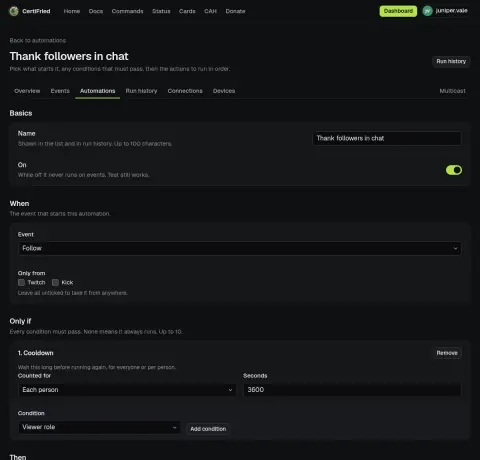 CertiFried
Home Docs Commands Status Cards CAH Donate
Dashboard
juniper.vale
Back to automations
Thank followers in chat
Pick what starts it, any conditions that must pass, then the actions to run in order.
Run history
Overview Events Automations Run history Connections Devices Multicast
Basics
Name
Shown in the list and in run history. Up to 100 characters.
Thank followers in chat
On
While off it never runs on events. Test still works.
When
The event that starts this automation.
Event
Follow
Only from
Twitch Kick
Leave all unticked to take it from anywhere.
Only if
Every condition must pass. None means it always runs. Up to 10.
1. Cooldown
Remove
Wait this long before running again, for everyone or per person.
Counted for Seconds
Each person 3600
Condition
Viewer role Add condition
Then